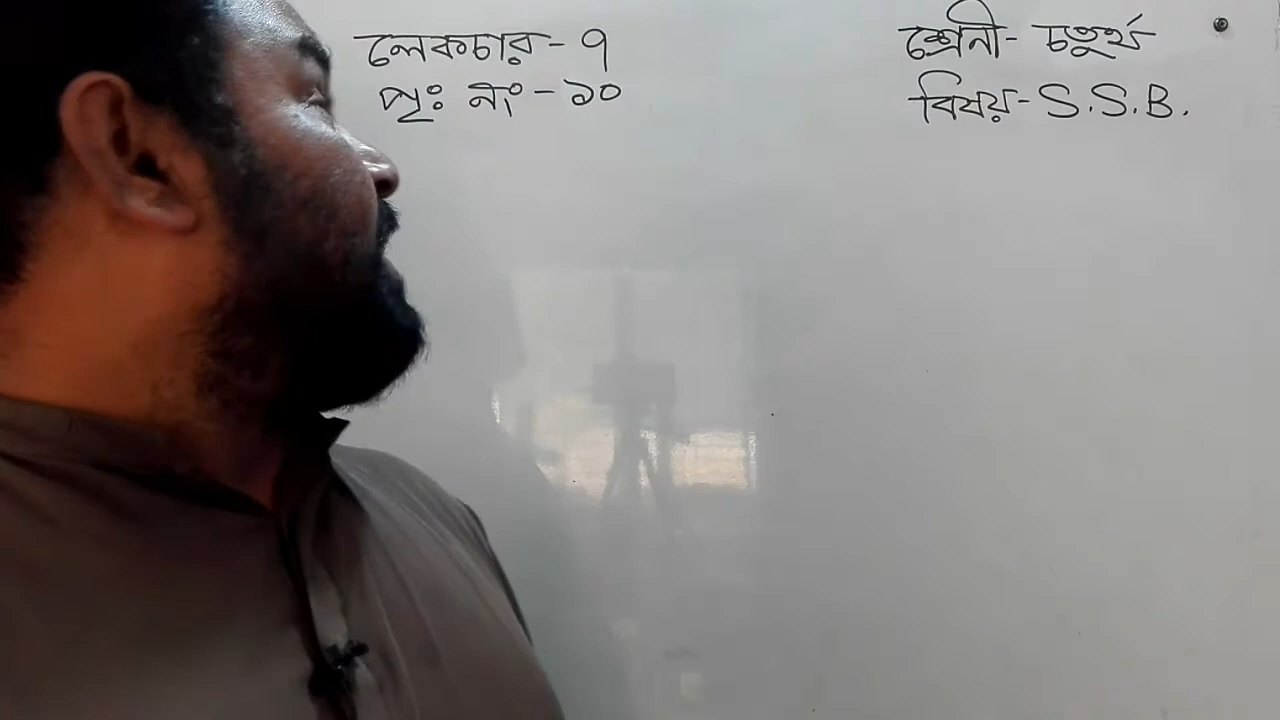 লেকচার - ৭
পৃঃ নং - ১০
শ্রেনী - চতুর্থ
বিষয় - S.S.B.